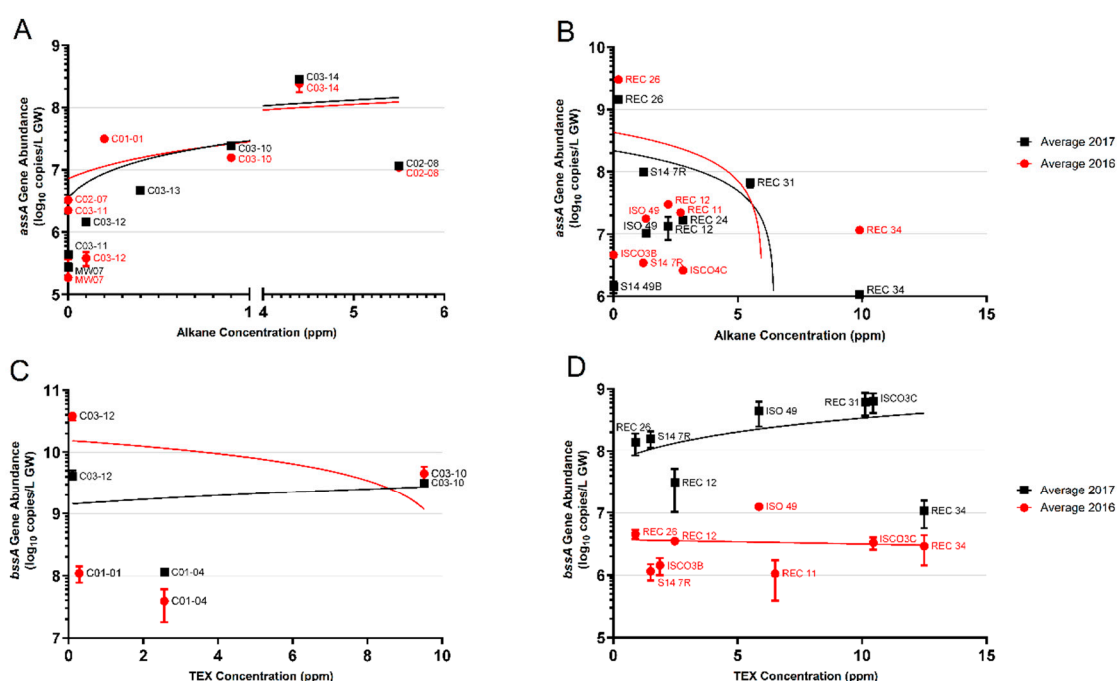 A
assA Gene Abundance
(log10 copies/L GW)
9
8
7
6
5
C03-14
C03-14
C01-01
C03-10
C03-10
C02-08
C02-08
C03-13
C02-07
C03-11
C03-12
C03-11
C03-12
MW07
MW07
0
1
4
5
6
Alkane Concentration (ppm)
B
assA Gene Abundance
(log10 copies/L GW)
10
9
8
7
6
REC 26
REC 26
S14 7R
REC 31
REC 12
REC 11
ISO 49
REC 24
ISO 49
REC 12
REC 34
ISCO3B
S14 7R
ISCO4C
S14 49B
REC 34
0
5
10
15
Alkane Concentration (ppm)
Average 2017
Average 2016
C
bssA Gene Abundance
(log10 copies/L GW)
11
10
9
8
7
C03-12
C03-12
C03-10
C03-10
C01-01
C01-04
C01-04
0
2
4
6
8
10
TEX Concentration (ppm)
D
bssA Gene Abundance
(log10 copies/L GW)
9
8
7
6
5
REC 31
ISCO3C
ISO 49
REC 26
S14 7R
REC 12
ISO 49
REC 34
REC 26
REC 12
ISCO3C
REC 34
ISCO3B
S14 7R
REC 11
0
5
10
15
TEX Concentration (ppm)
Average 2017
Average 2016